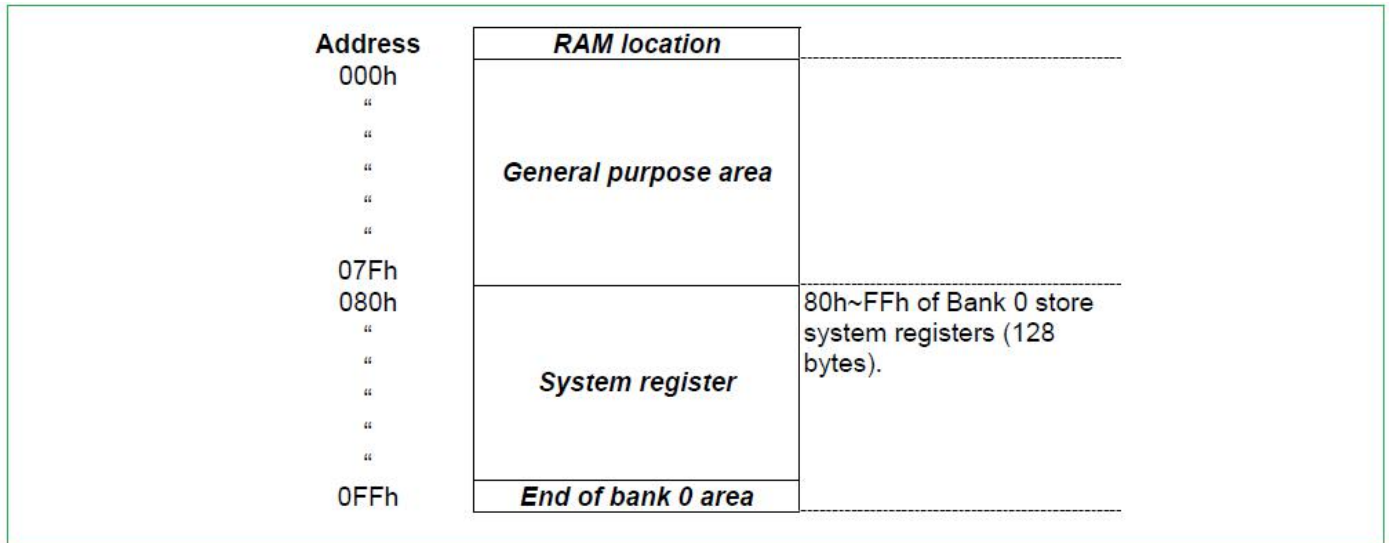 Address RAM location
000h
“
“
“ General purpose area
“
“
07Fh
080h 80h~FFh of Bank 0 store
“ system registers (128
“ bytes).
System register
“
“
“
0FFh End of bank 0 area